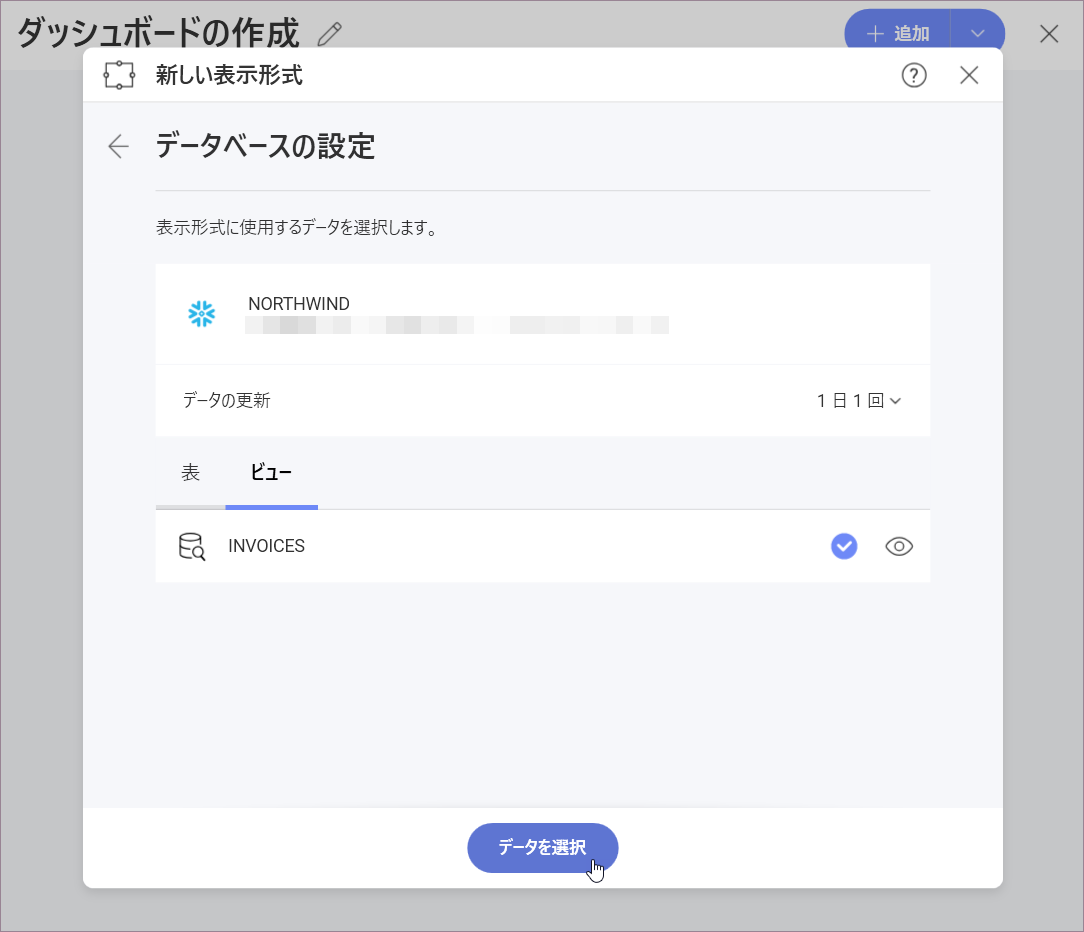 ダッシュボードの作成
追加
新しい表示形式
データベースの設定
表示形式に使用するデータを選択します。
NORTHWIND
データの更新
1 日 1 回
表
ビュー
INVOICES
データを選択